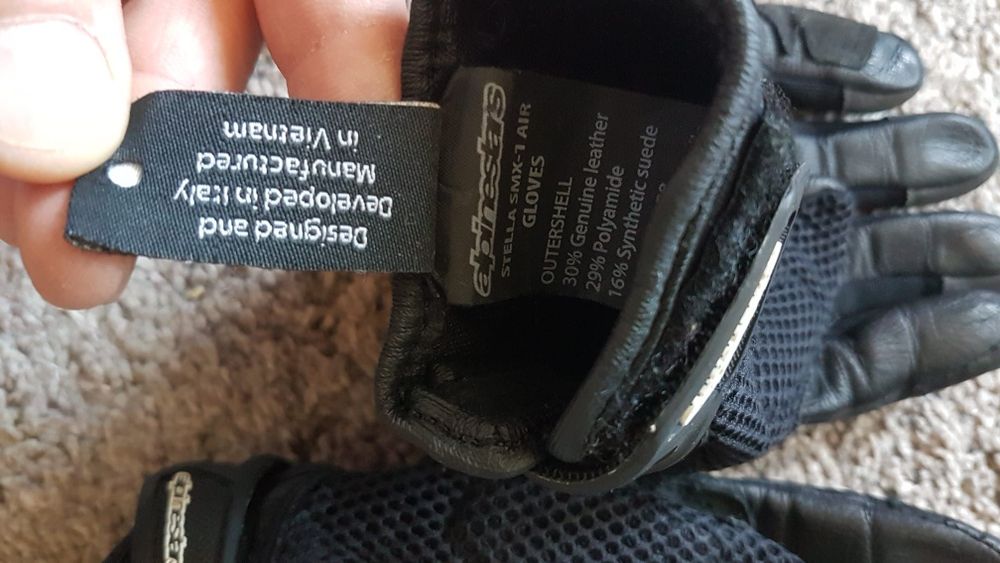 Designed and
Developed in Italy
Manufactured
in Vietnam
alpinestars
STELLA SMX-1 AIR
GLOVES
OUTERSHELL
30% Genuine leather
29% Polyamide
16% Synthetic suede